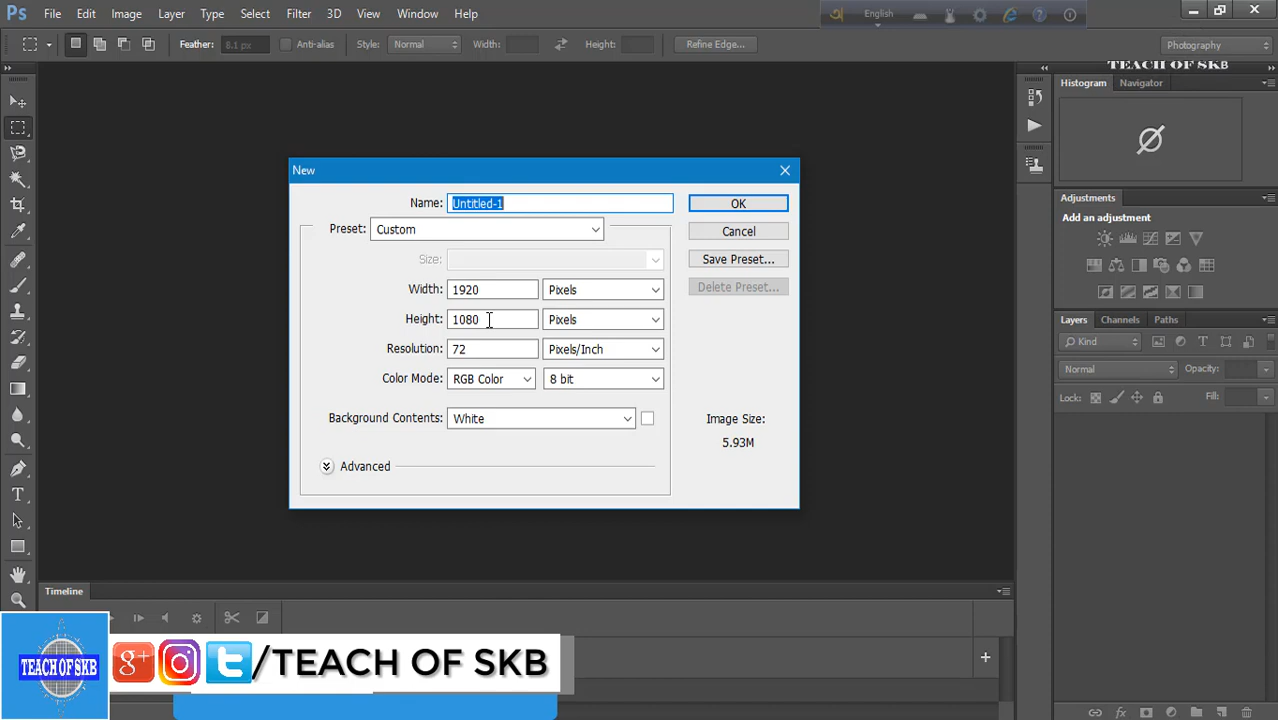 Ps File Edit Image Layer Type Select Filter 3D View Window Help
English
Feather: 8.1 px Anti-alias Style: Normal Width: Height: Refine Edge... Photography
TEACH OF SKB
Histogram Navigator
New
Name: Untitled-1 OK
Preset: Custom Cancel
Size: Save Preset...
Width: 1920 Pixels Delete Preset...
Height: 1080 Pixels
Resolution: 72 Pixels/Inch
Color Mode: RGB Color 8 bit
Background Contents: White
Image Size:
5.93M
Advanced
Adjustments
Add an adjustment
Layers Channels Paths
Kind
Normal Opacity:
Lock: Fill:
Timeline
TEACH OF SKB
g+ /TEACH OF SKB